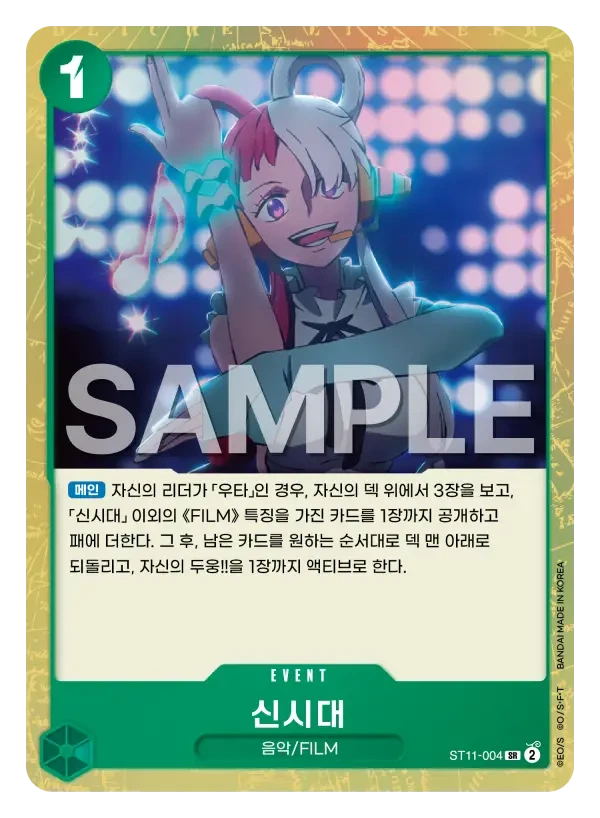 1
SAMPLE
메인 자신의 리더가 「우타」인 경우, 자신의 덱 위에서 3장을 보고,
「신시대」 이외의 《FILM》 특징을 가진 카드를 1장까지 공개하고
패에 더한다. 그 후, 남은 카드를 원하는 순서대로 덱 맨 아래로
되돌리고, 자신의 두웅!!을 1장까지 액티브로 한다.
EVENT
신시대
음악/FILM
ST11-004 SR 2
©EO/S ©O/S·F·T BANDAI MADE IN KOREA